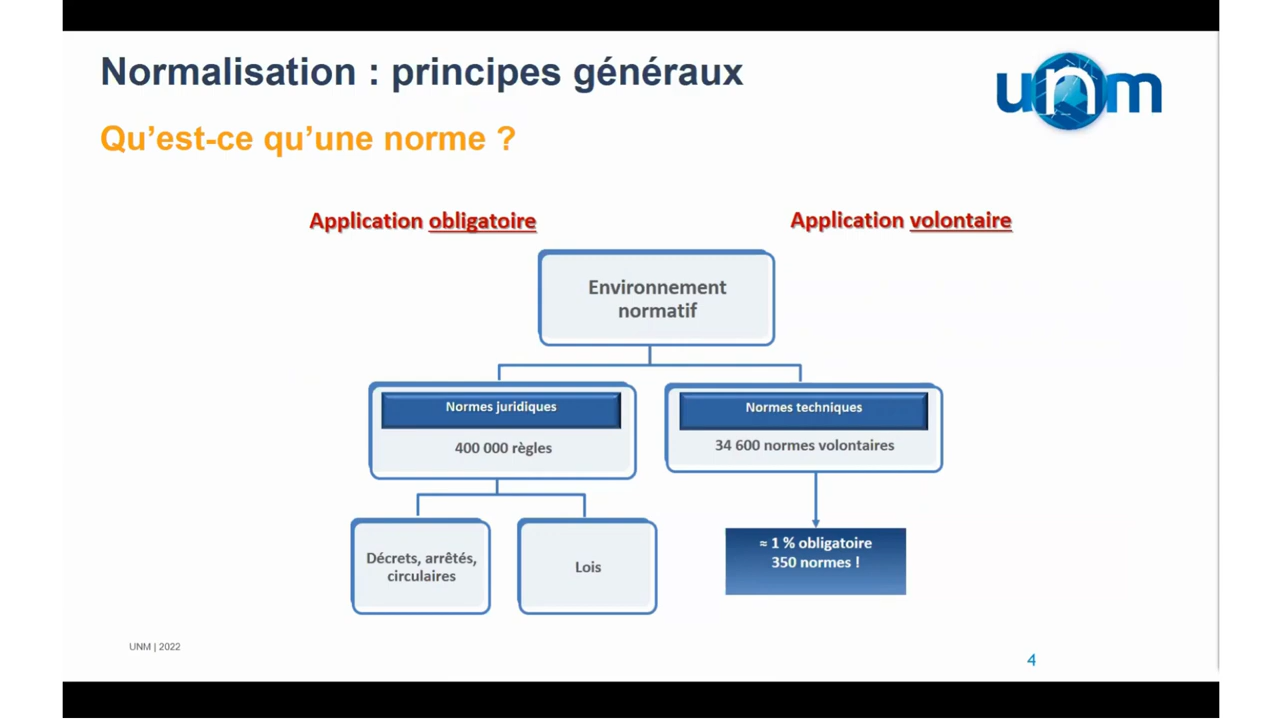 Normalisation : principes généraux
unm
Qu’est-ce qu’une norme ?
Application obligatoire
Application volontaire
Environnement
normatif
Normes juridiques
400 000 règles
Normes techniques
34 600 normes volontaires
Décrets, arrêtés,
circulaires
Lois
≈ 1 % obligatoire
350 normes !
UNM | 2022
4